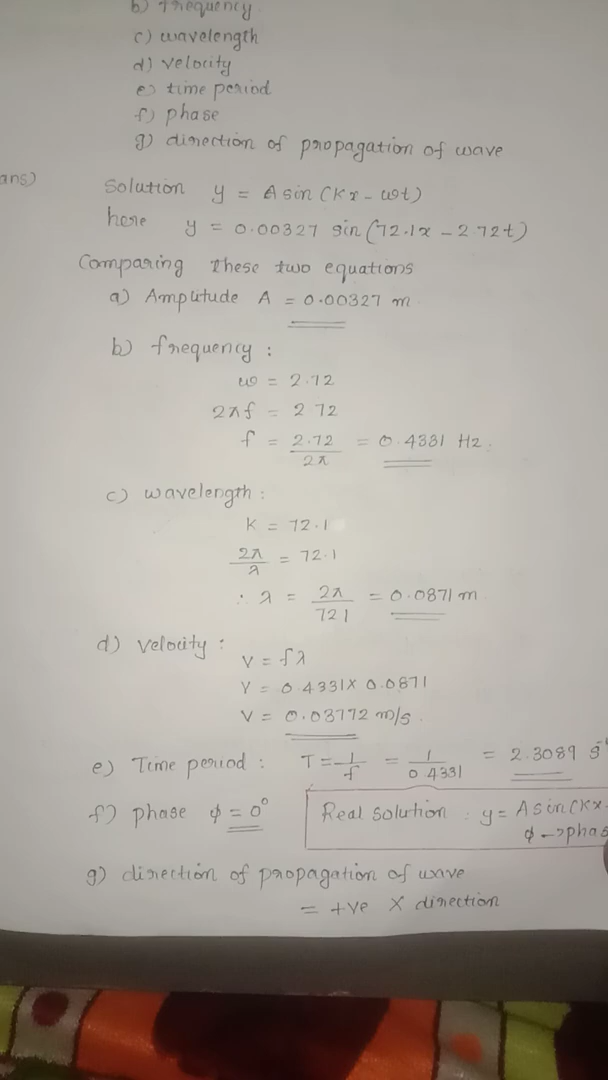 b) frequency
c) wavelength
d) velocity
e) time period
f) phase
g) direction of propagation of wave
ans) Solution y = A sin (Kx - ωt)
here y = 0.00327 sin (72.1x - 2.72t)
Comparing these two equations
a) Amplitude A = 0.00327 m
b) frequency :
ω = 2.72
2πf = 2 72
f = 2.72 / 2π = 0.4331 Hz.
c) wavelength :
K = 72.1
2π / λ = 72.1
∴ λ = 2π / 721 = 0.0871 m
d) velocity :
V = fλ
V = 0.4331 X 0.0871
V = 0.03772 m/s.
e) Time period : T = 1 / f = 1 / 0 4331 = 2.3089 s
f) phase ϕ = 0°
Real solution : y = A sin (Kx
ϕ → phas
g) direction of propagation of wave
= +ve X direction